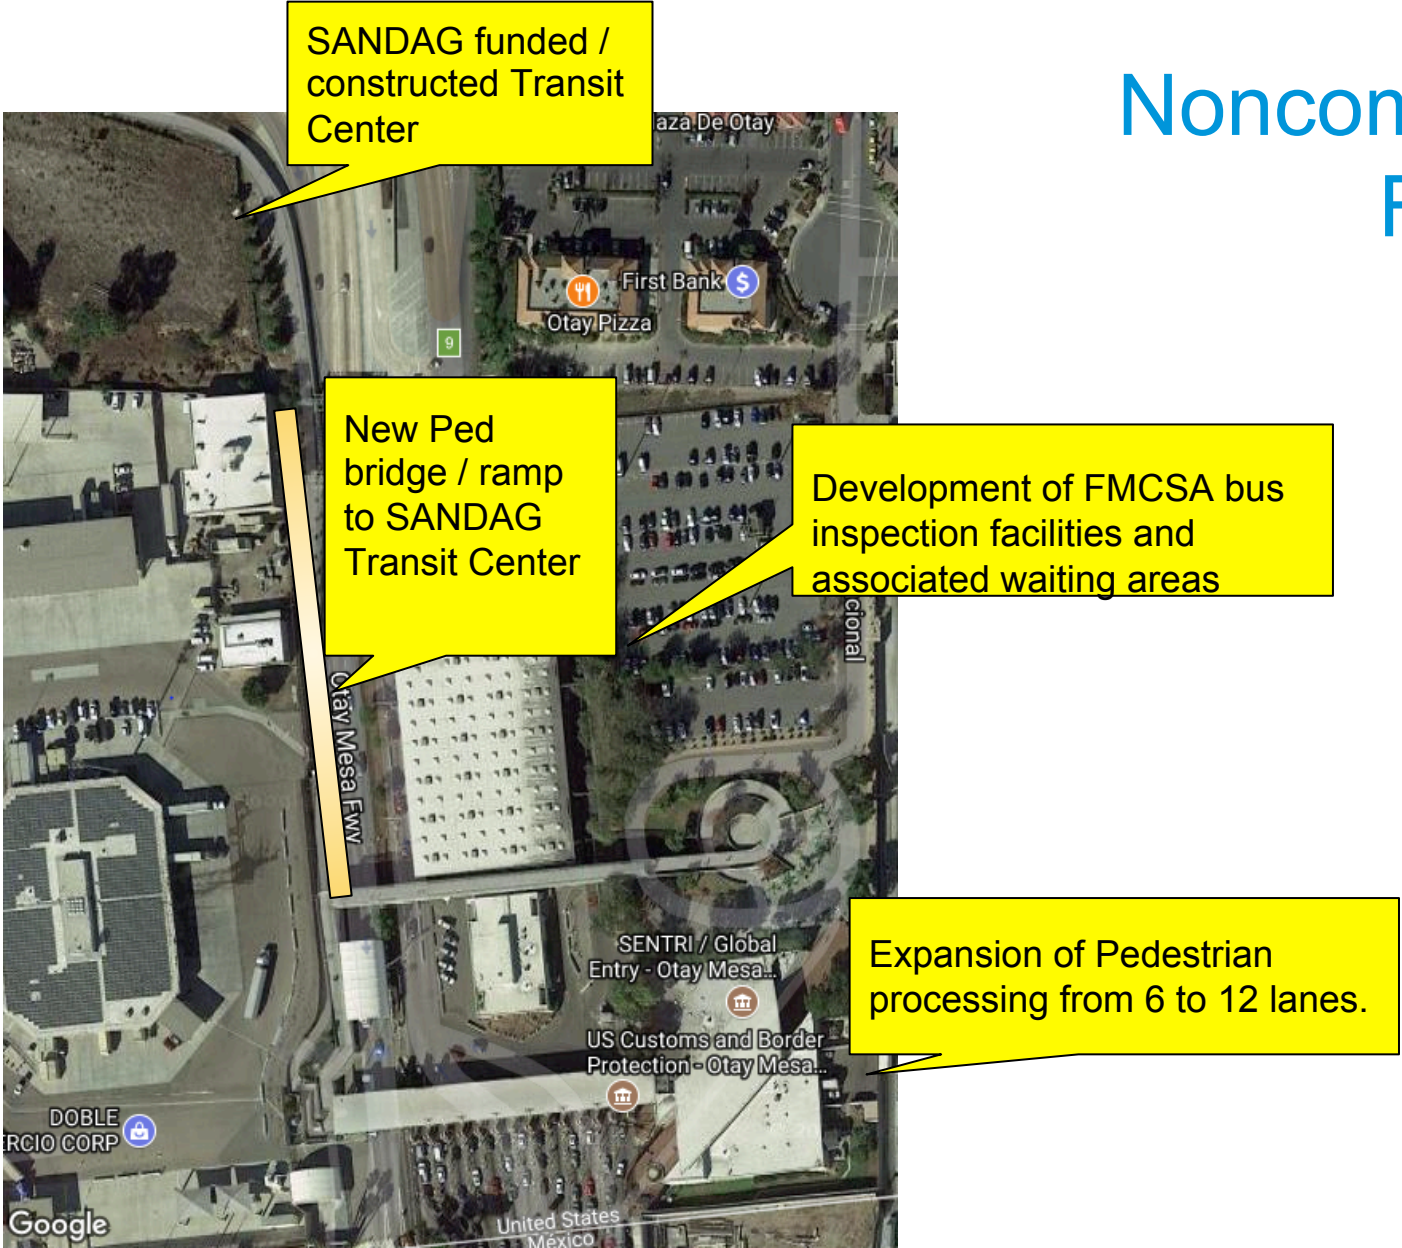 SANDAG funded /
constructed Transit
Center
Noncom
F
aza De Otay
First Bank
$
Otay Pizza
9
New Ped
bridge / ramp
to SANDAG
Transit Center
Development of FMCSA bus
inspection facilities and
associated waiting areas
cional
Otay Mesa Fwy
SENTRI / Global
Entry - Otay Mesa...
US Customs and Border
Protection - Otay Mesa...
Expansion of Pedestrian
processing from 6 to 12 lanes.
DOBLE
ERCIO CORP
Google
United States
México